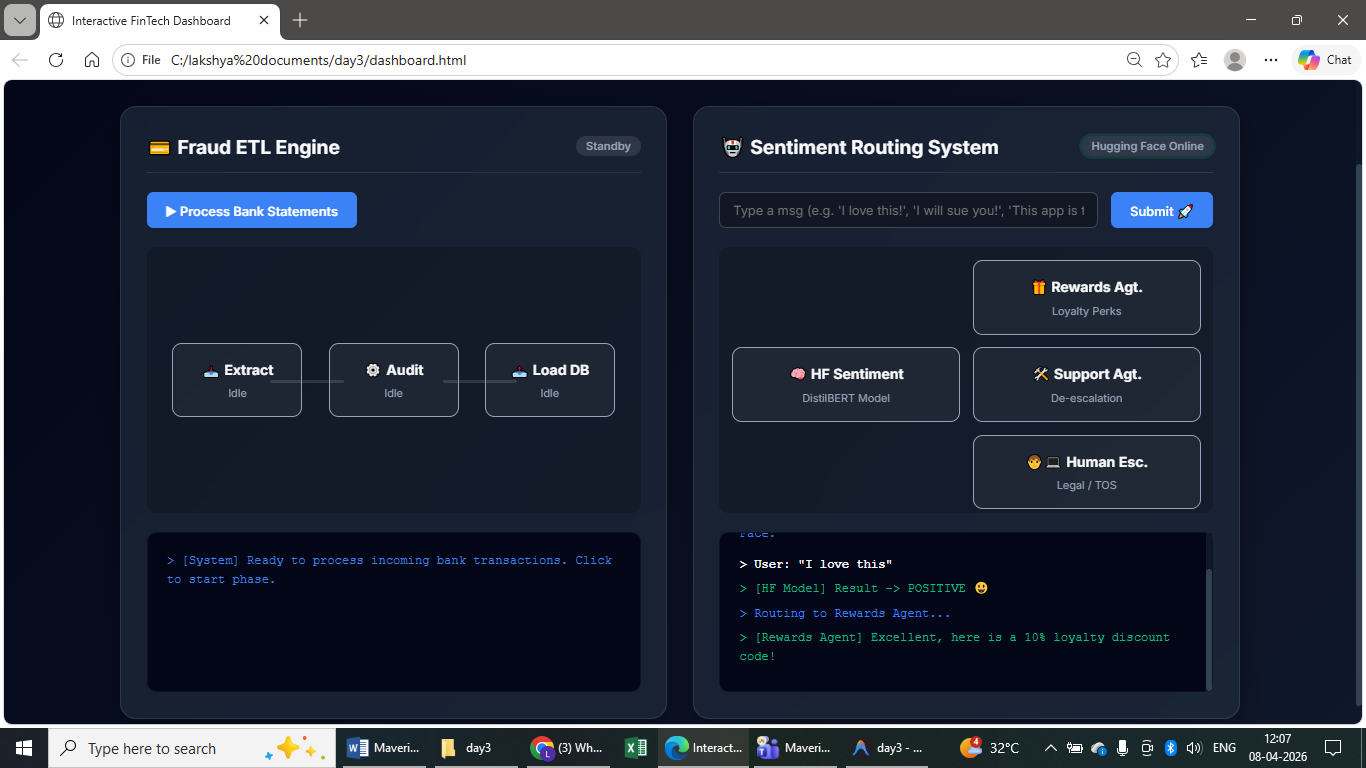 Interactive FinTech Dashboard
File C:/lakshya%20documents/day3/dashboard.html
Chat
Fraud ETL Engine
Standby
▶ Process Bank Statements
Extract
Idle
Audit
Idle
Load DB
Idle
> [System] Ready to process incoming bank transactions. Click
to start phase.
Sentiment Routing System
Hugging Face Online
Type a msg (e.g. 'I love this!', 'I will sue you!', 'This app is t
Submit 🚀
🎁 Rewards Agt.
Loyalty Perks
🧠 HF Sentiment
DistilBERT Model
🛠 Support Agt.
De-escalation
Human Esc.
Legal / TOS
Face.
> User: "I love this"
> [HF Model] Result -> POSITIVE 😃
> Routing to Rewards Agent...
> [Rewards Agent] Excellent, here is a 10% loyalty discount
code!
Type here to search
Maveri...
day3
(3) Wh...
Interact...
Maveri...
day3 - ...
4
32°C
ENG
12:07
08-04-2026